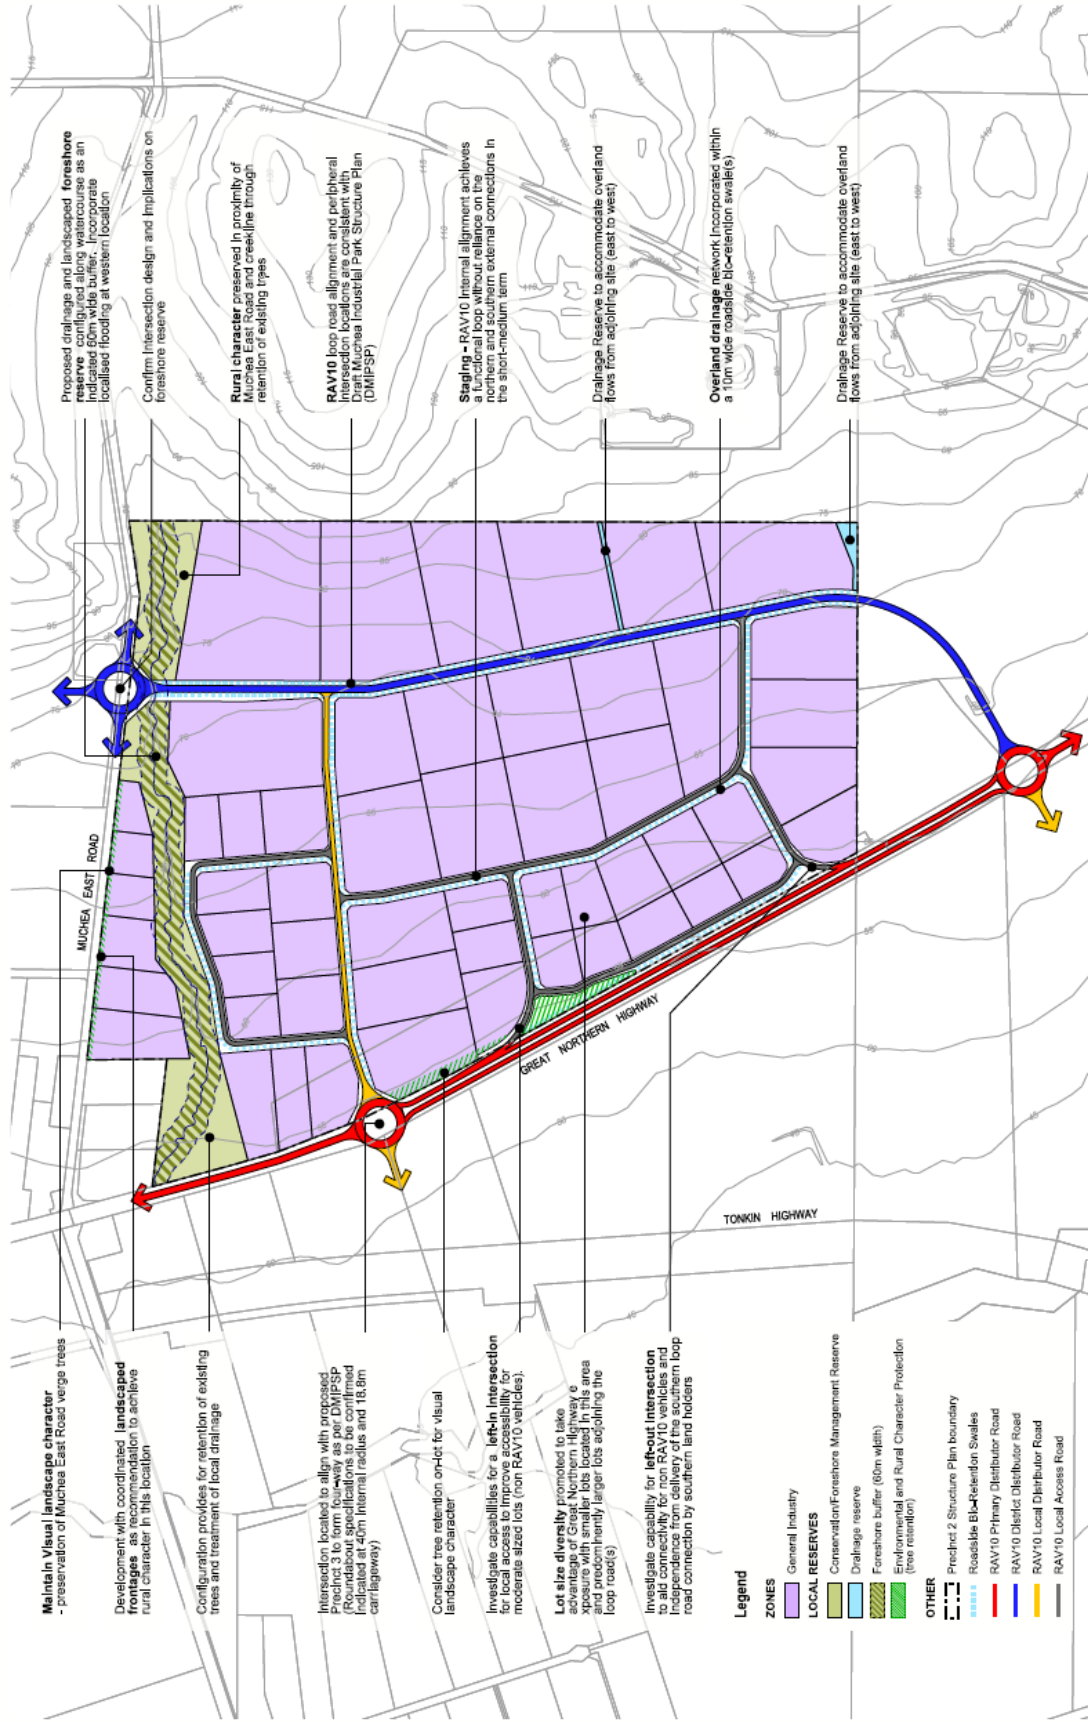 Proposed drainage and landscaped foreshore
reserve configured along watercourse as an
indicated 60m wide buffer. Incorporate
localised flooding at western location
Confirm intersection design and implications on
foreshore reserve
Rural character preserved in proximity of
Muchea East Road and creekline through
retention of existing trees
RAV10 loop road alignment and peripheral
intersection locations are consistent with
Draft Muchea Industrial Park Structure Plan
(DMIPSP)
Staging - RAV10 internal alignment achieves
a functional loop without reliance on the
northern and southern external connections in
the short-medium term
Drainage Reserve to accommodate overland
flows from adjoining site (east to west)
Overland drainage network incorporated within
a 10m wide roadside bio-retention swale(s)
Drainage Reserve to accommodate overland
flows from adjoining site (east to west)
MUCHEA EAST ROAD
GREAT NORTHERN HIGHWAY
TONKIN HIGHWAY
Maintain Visual landscape character
- preservation of Muchea East Road verge trees
Development with coordinated landscaped
frontages as recommendation to achieve
rural character in this location
Configuration provides for retention of existing
trees and treatment of local drainage
Intersection located to align with proposed
Precinct 3 to form four-way as per DMIPSP
(Roundabout specifications to be confirmed
indicated at 40m internal radius and 18.8m
carriageway)
Consider tree retention on-lot for visual
landscape character
Investigate capabilities for a left-in intersection
for local access to improve accessibility for
moderate sized lots (non RAV10 vehicles).
Lot size diversity promoted to take
advantage of Great Northern Highway e
xposure with smaller lots located in this area
and predominently larger lots adjoining the
loop road(s)
Investigate capability for left-out intersection
to aid connectivity for non RAV10 vehicles and
independence from delivery of the southern loop
road connection by southern land holders
Legend
ZONES
General Industry
LOCAL RESERVES
Conservation/Foreshore Management Reserve
Drainage reserve
Foreshore buffer (60m width)
Environmental and Rural Character Protection
(tree retention)
OTHER
Precinct 2 Structure Plan boundary
Roadside Bio-Retention Swales
RAV10 Primary Distributor Road
RAV10 District Distributor Road
RAV10 Local Distributor Road
RAV10 Local Access Road